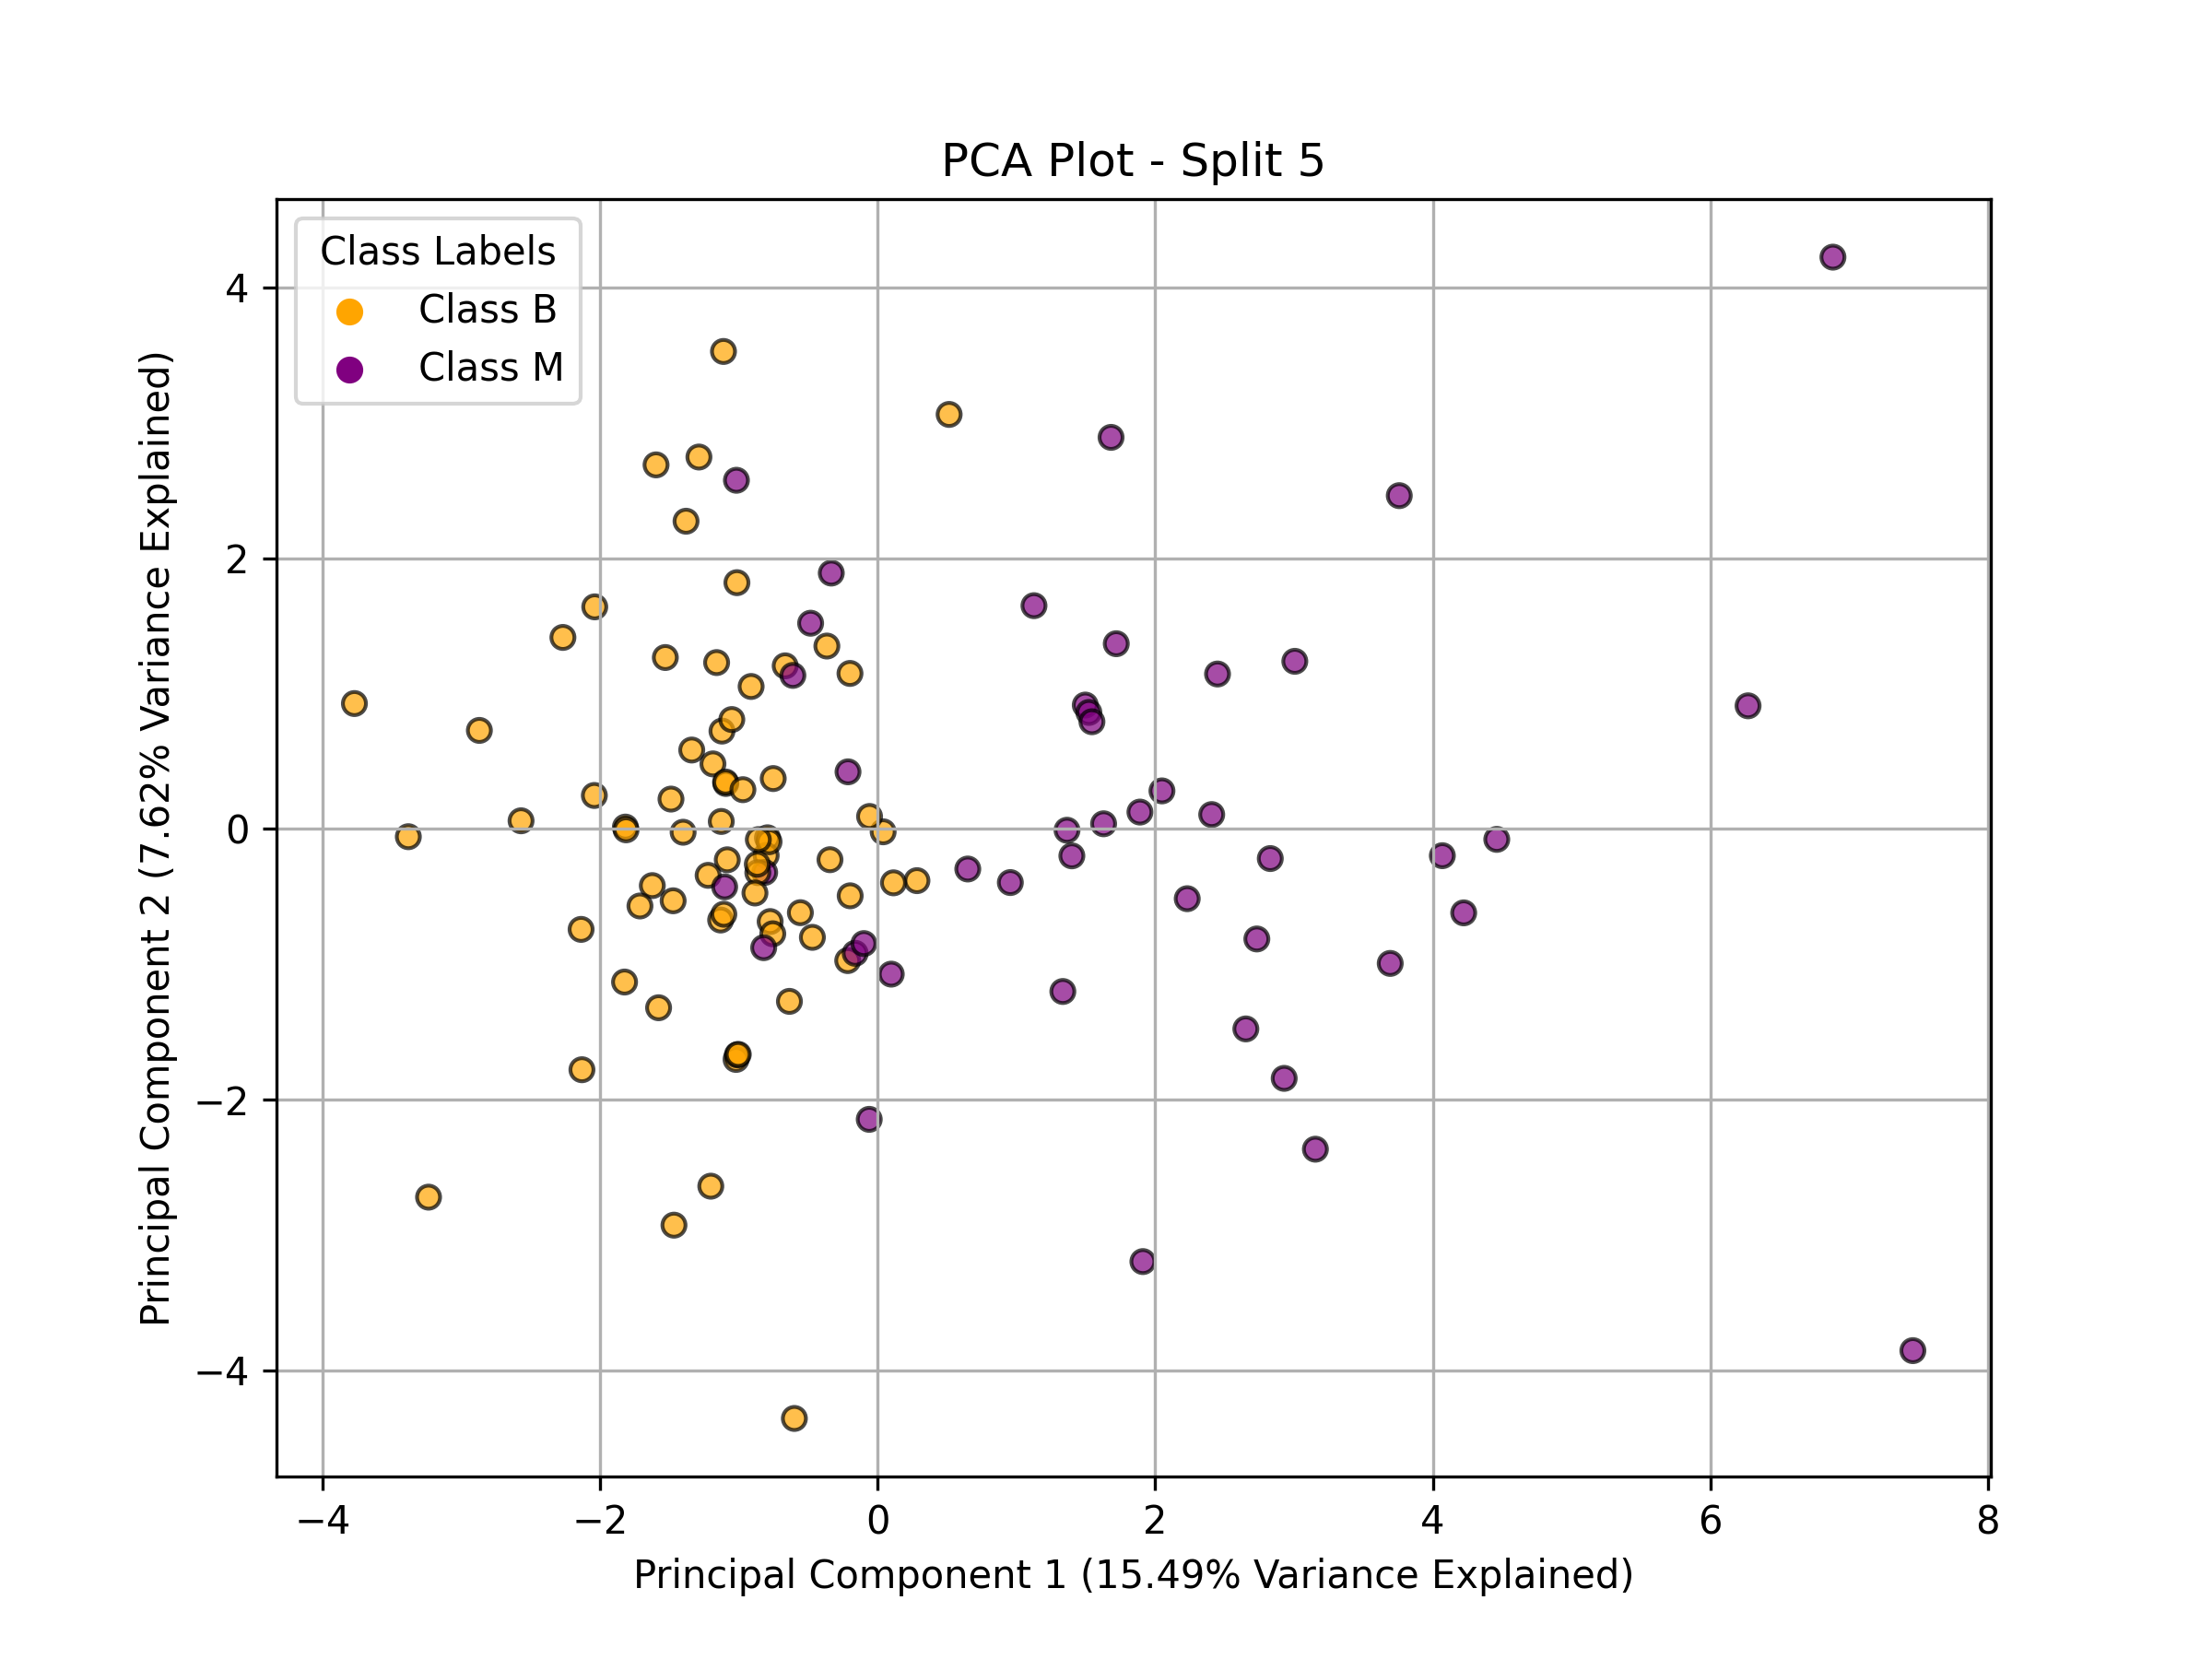 PCA Plot - Split 5
Class Labels
Class B
Class M
Principal Component 2 (7.62% Variance Explained)
4
2
0
−2
−4
−4 −2 0 2 4 6 8
Principal Component 1 (15.49% Variance Explained)